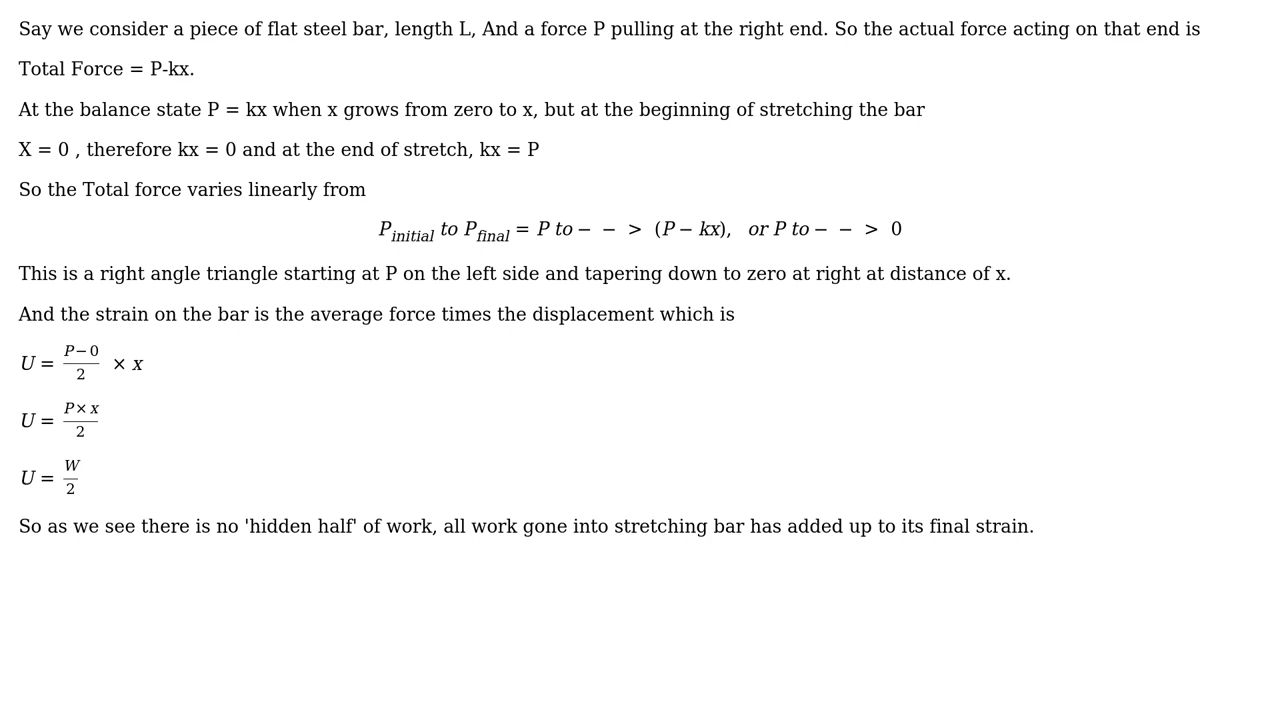 Say we consider a piece of flat steel bar, length L, And a force P pulling at the right end. So the actual force acting on that end is
Total Force = P-kx.
At the balance state P = kx when x grows from zero to x, but at the beginning of stretching the bar
X = 0 , therefore kx = 0 and at the end of stretch, kx = P
So the Total force varies linearly from
P_initial to P_final = P to − − > (P − kx), or P to − − > 0
This is a right angle triangle starting at P on the left side and tapering down to zero at right at distance of x.
And the strain on the bar is the average force times the displacement which is
U = \frac{P − 0}{2} × x
U = \frac{P × x}{2}
U = \frac{W}{2}
So as we see there is no 'hidden half' of work, all work gone into stretching bar has added up to its final strain.